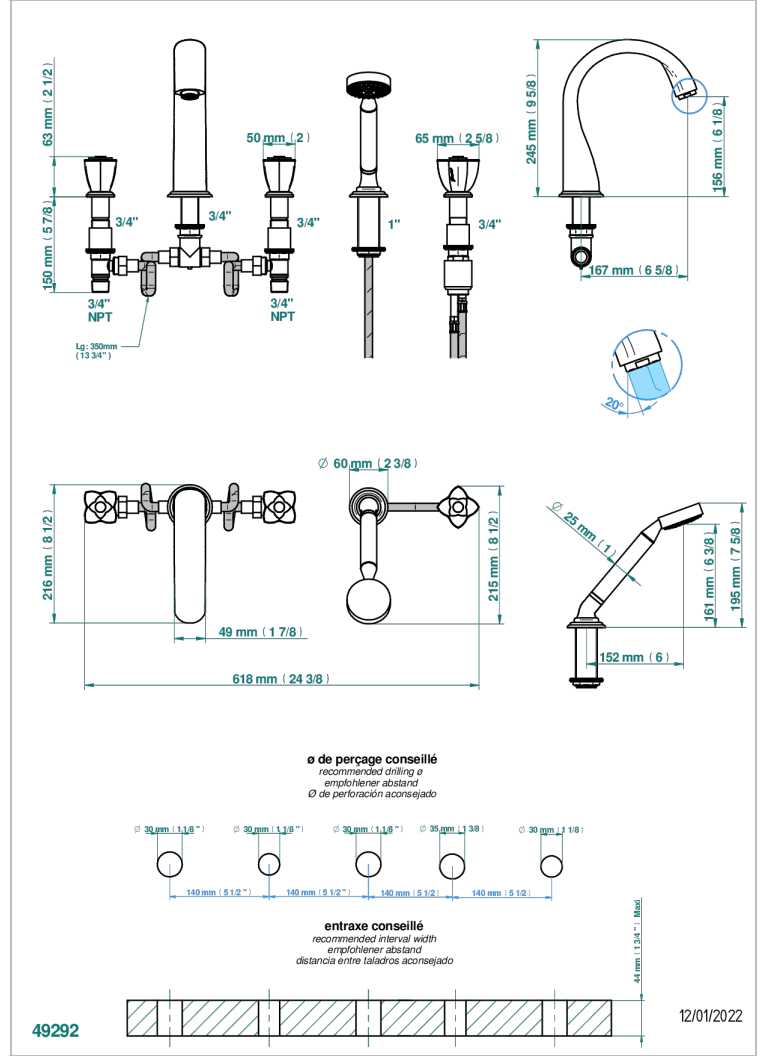 63 mm ( 2 1/2)
150 mm ( 5 7/8)
50 mm ( 2 )
65 mm ( 2 5/8)
245 mm ( 9 5/8)
156 mm ( 6 1/8)
3/4"
3/4"
3/4"
1"
3/4"
167 mm ( 6 5/8)
3/4"
NPT
3/4"
NPT
Lg: 350mm
( 13 3/4" )
20°
Ø 60 mm ( 2 3/8)
216 mm ( 8 1/2)
215 mm ( 8 1/2)
Ø 25 mm ( 1 )
161 mm ( 6 3/8)
195 mm ( 7 5/8)
49 mm ( 1 7/8)
152 mm ( 6 )
618 mm ( 24 3/8)
ø de perçage conseillé
recommended drilling ø
empfohlener abstand
Ø de perforación aconsejado
Ø 30 mm ( 1.1/8 " )
Ø 30 mm ( 1.1/8 " )
Ø 30 mm ( 1.1/8 " )
Ø 35 mm ( 1 3/8)
Ø 30 mm ( 1 1/8)
140 mm ( 5 1/2 " )
140 mm ( 5 1/2 " )
140 mm ( 5 1/2)
140 mm ( 5 1/2)
entraxe conseillé
recommended interval width
empfohlener abstand
distancia entre taladros aconsejado
44 mm ( 1 3/4 " ) Maxi
49292
12/01/2022